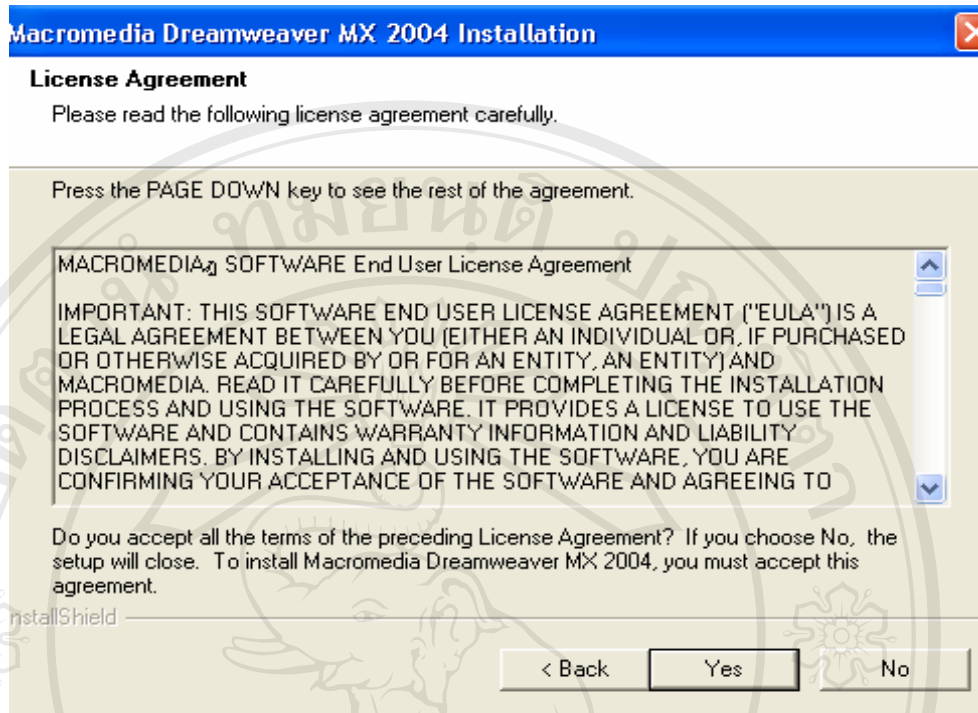 Macromedia Dreamweaver MX 2004 Installation
License Agreement
Please read the following license agreement carefully.
Press the PAGE DOWN key to see the rest of the agreement.
MACROMEDIA SOFTWARE End User License Agreement
IMPORTANT: THIS SOFTWARE END USER LICENSE AGREEMENT ("EULA") IS A
LEGAL AGREEMENT BETWEEN YOU (EITHER AN INDIVIDUAL OR, IF PURCHASED
OR OTHERWISE ACQUIRED BY OR FOR AN ENTITY, AN ENTITY) AND
MACROMEDIA. READ IT CAREFULLY BEFORE COMPLETING THE INSTALLATION
PROCESS AND USING THE SOFTWARE. IT PROVIDES A LICENSE TO USE THE
SOFTWARE AND CONTAINS WARRANTY INFORMATION AND LIABILITY
DISCLAIMERS. BY INSTALLING AND USING THE SOFTWARE, YOU ARE
CONFIRMING YOUR ACCEPTANCE OF THE SOFTWARE AND AGREEING TO
Do you accept all the terms of the preceding License Agreement? If you choose No, the
setup will close. To install Macromedia Dreamweaver MX 2004, you must accept this
agreement.
nstallShield
< Back Yes No